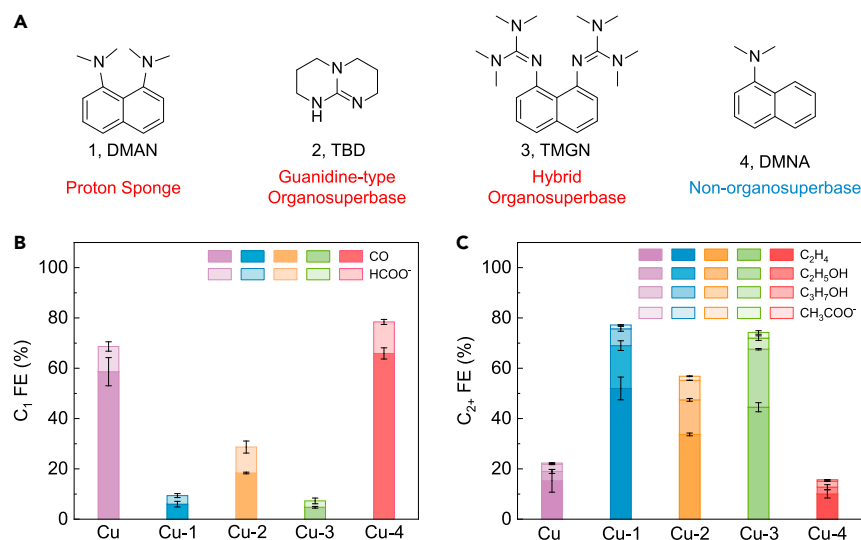 A
N
N
N
N
H
N
N
N
N
N
N
N
N
N
1, DMAN
2, TBD
3, TMGN
4, DMNA
Proton Sponge
Guanidine-type
Organosuperbase
Hybrid
Organosuperbase
Non-organosuperbase
B
CO
HCOO⁻
C₁ FE (%)
100
80
60
40
20
0
Cu
Cu-1
Cu-2
Cu-3
Cu-4
C
C₂H₄
C₂H₅OH
C₃H₇OH
CH₃COO⁻
C₂₊ FE (%)
100
80
60
40
20
0
Cu
Cu-1
Cu-2
Cu-3
Cu-4